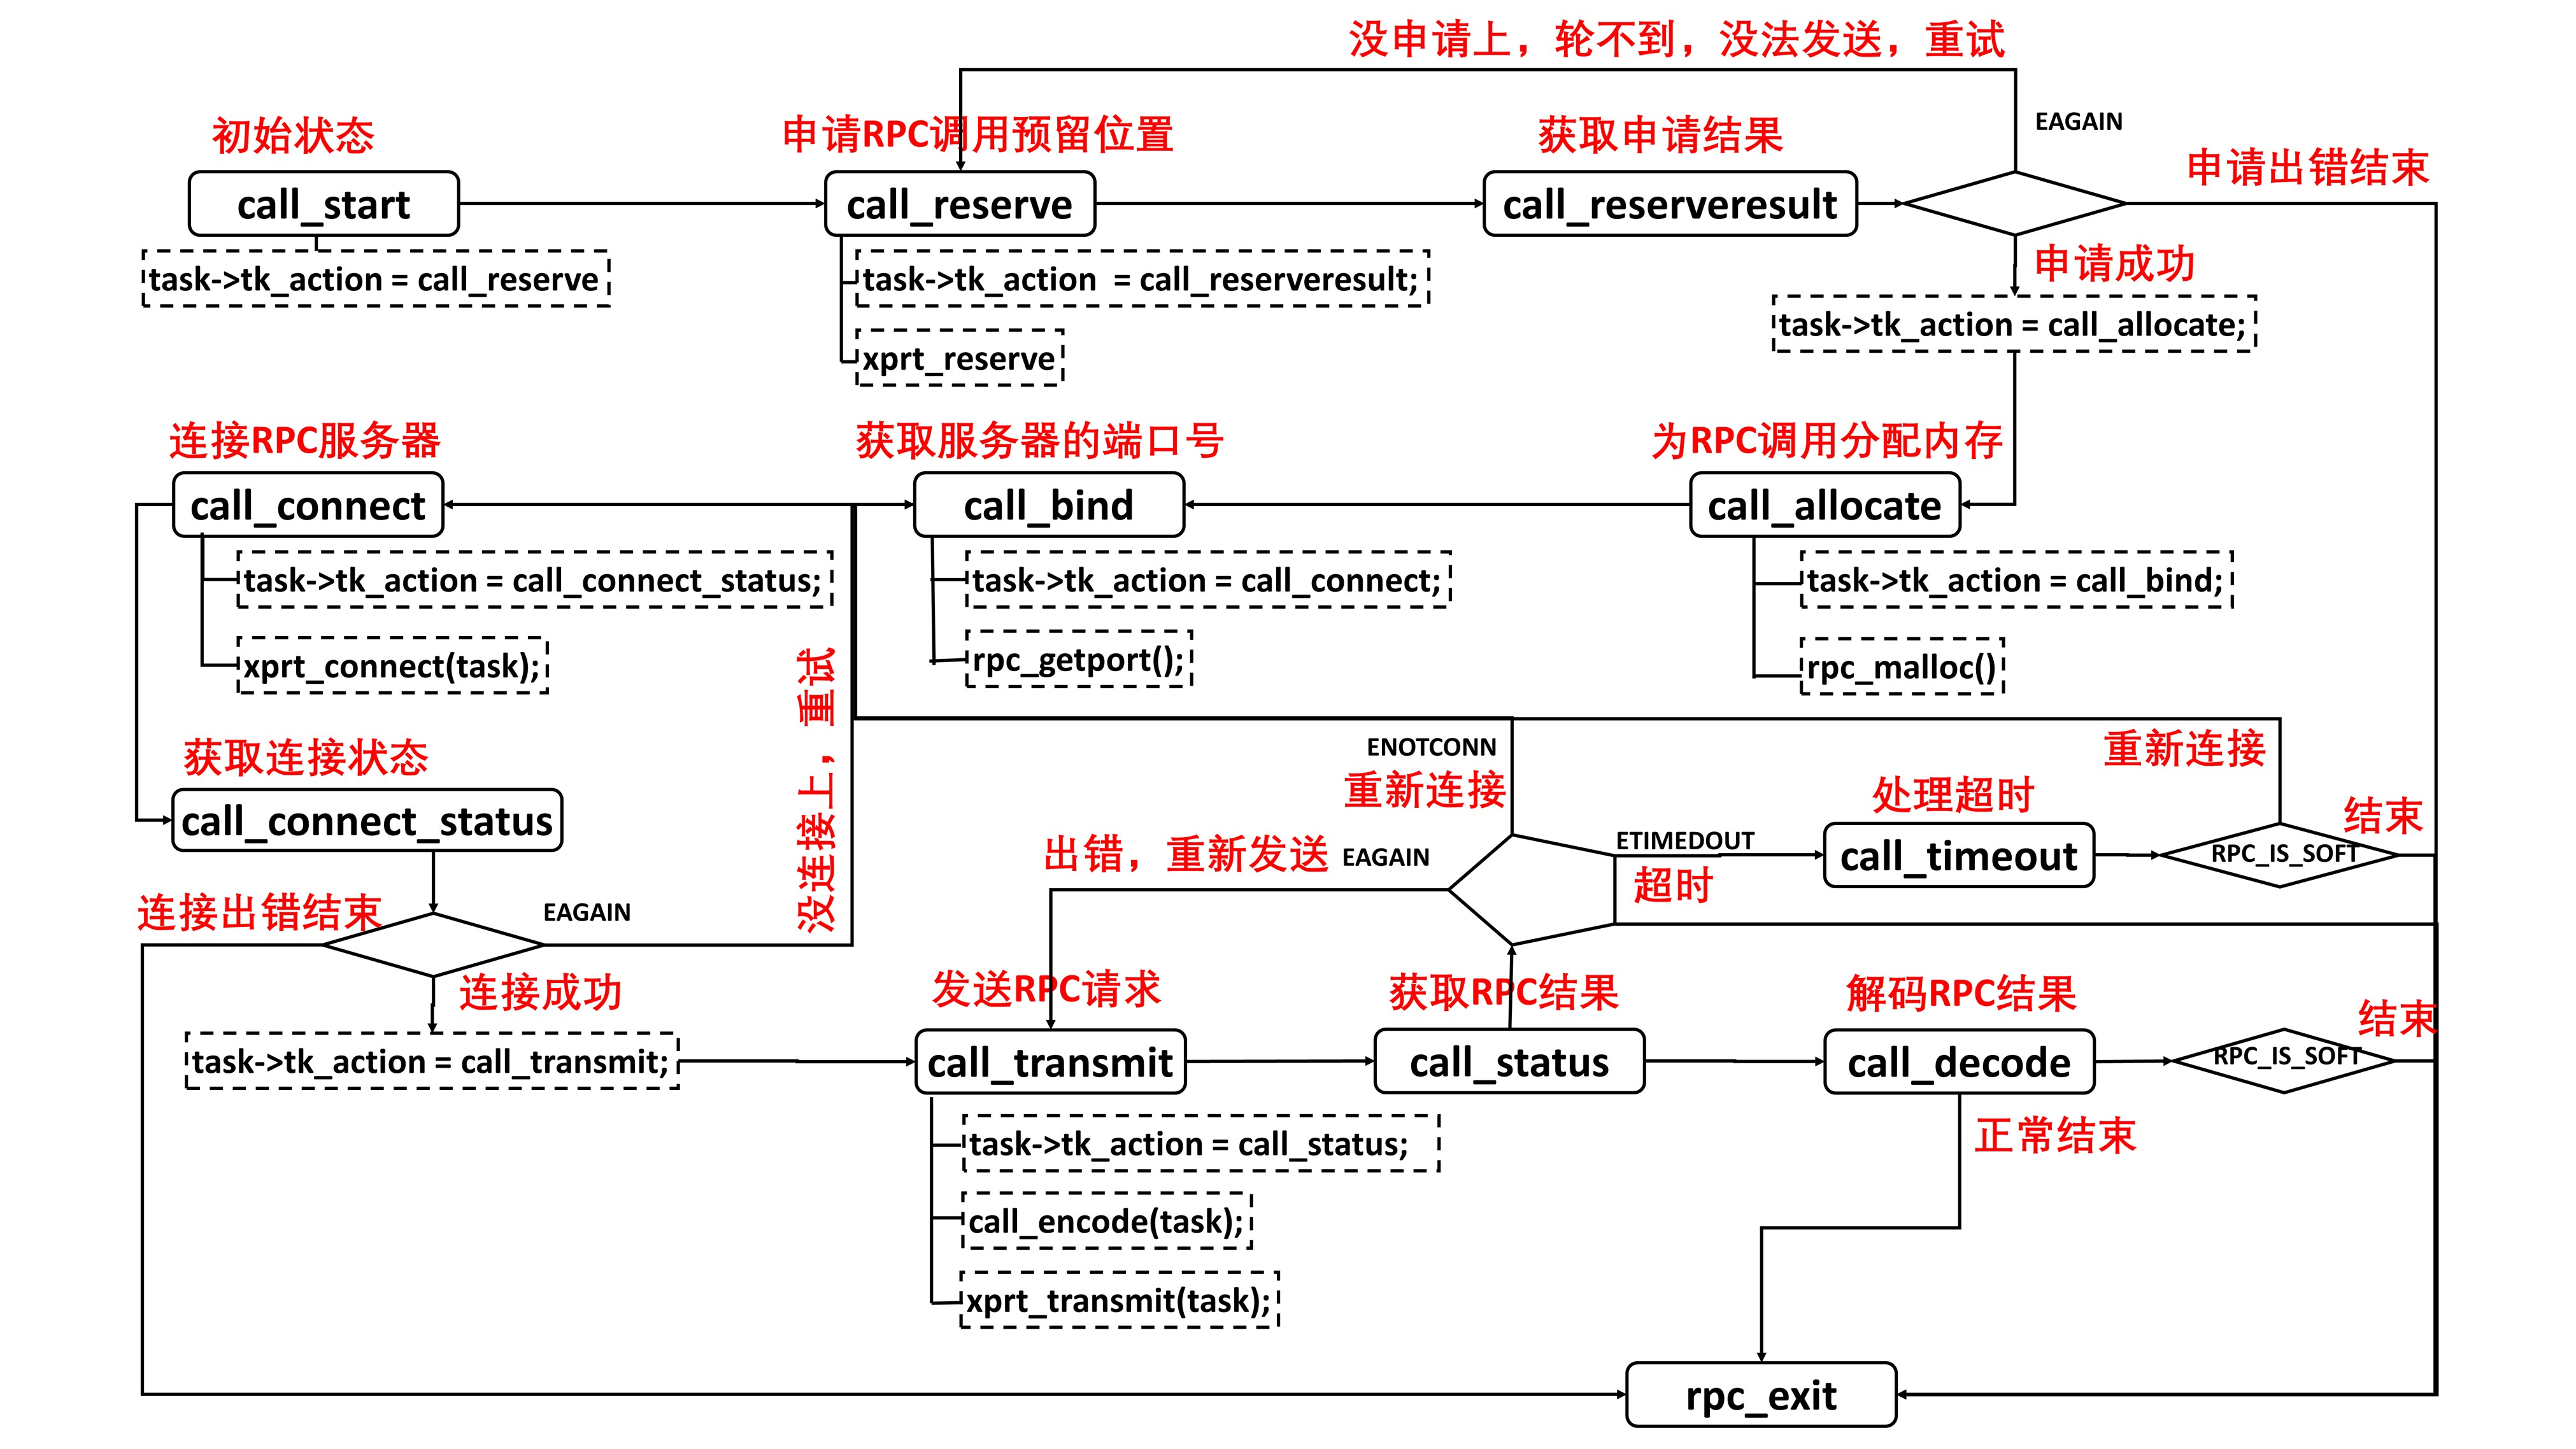 没申请上，轮不到，没法发送，重试
EAGAIN
初始状态
申请RPC调用预留位置
获取申请结果
申请出错结束
call_start
call_reserve
call_reserveresult
申请成功
task->tk_action = call_reserve
task->tk_action  = call_reserveresult;
task->tk_action = call_allocate;
xprt_reserve
连接RPC服务器
获取服务器的端口号
为RPC调用分配内存
call_connect
call_bind
call_allocate
task->tk_action = call_connect_status;
task->tk_action = call_connect;
task->tk_action = call_bind;
xprt_connect(task);
rpc_getport();
rpc_malloc()
没连接上，重试
获取连接状态
ENOTCONN
重新连接
重新连接
处理超时
结束
call_connect_status
出错，重新发送
EAGAIN
ETIMEDOUT
超时
call_timeout
RPC_IS_SOFT
连接出错结束
EAGAIN
连接成功
发送RPC请求
获取RPC结果
解码RPC结果
结束
task->tk_action = call_transmit;
call_transmit
call_status
call_decode
RPC_IS_SOFT
正常结束
task->tk_action = call_status;
call_encode(task);
xprt_transmit(task);
rpc_exit